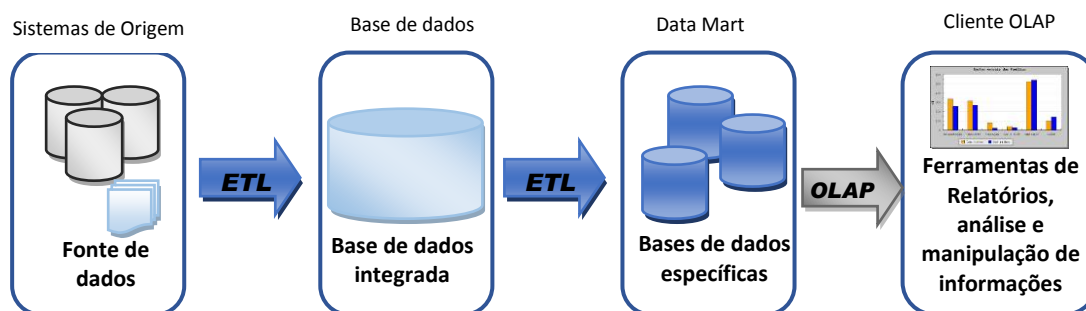 Sistemas de Origem
Base de dados
Data Mart
Cliente OLAP
Fonte de
dados
ETL
Base de dados
integrada
ETL
Bases de dados
específicas
OLAP
Ferramentas de
Relatórios,
análise e
manipulação de
informações